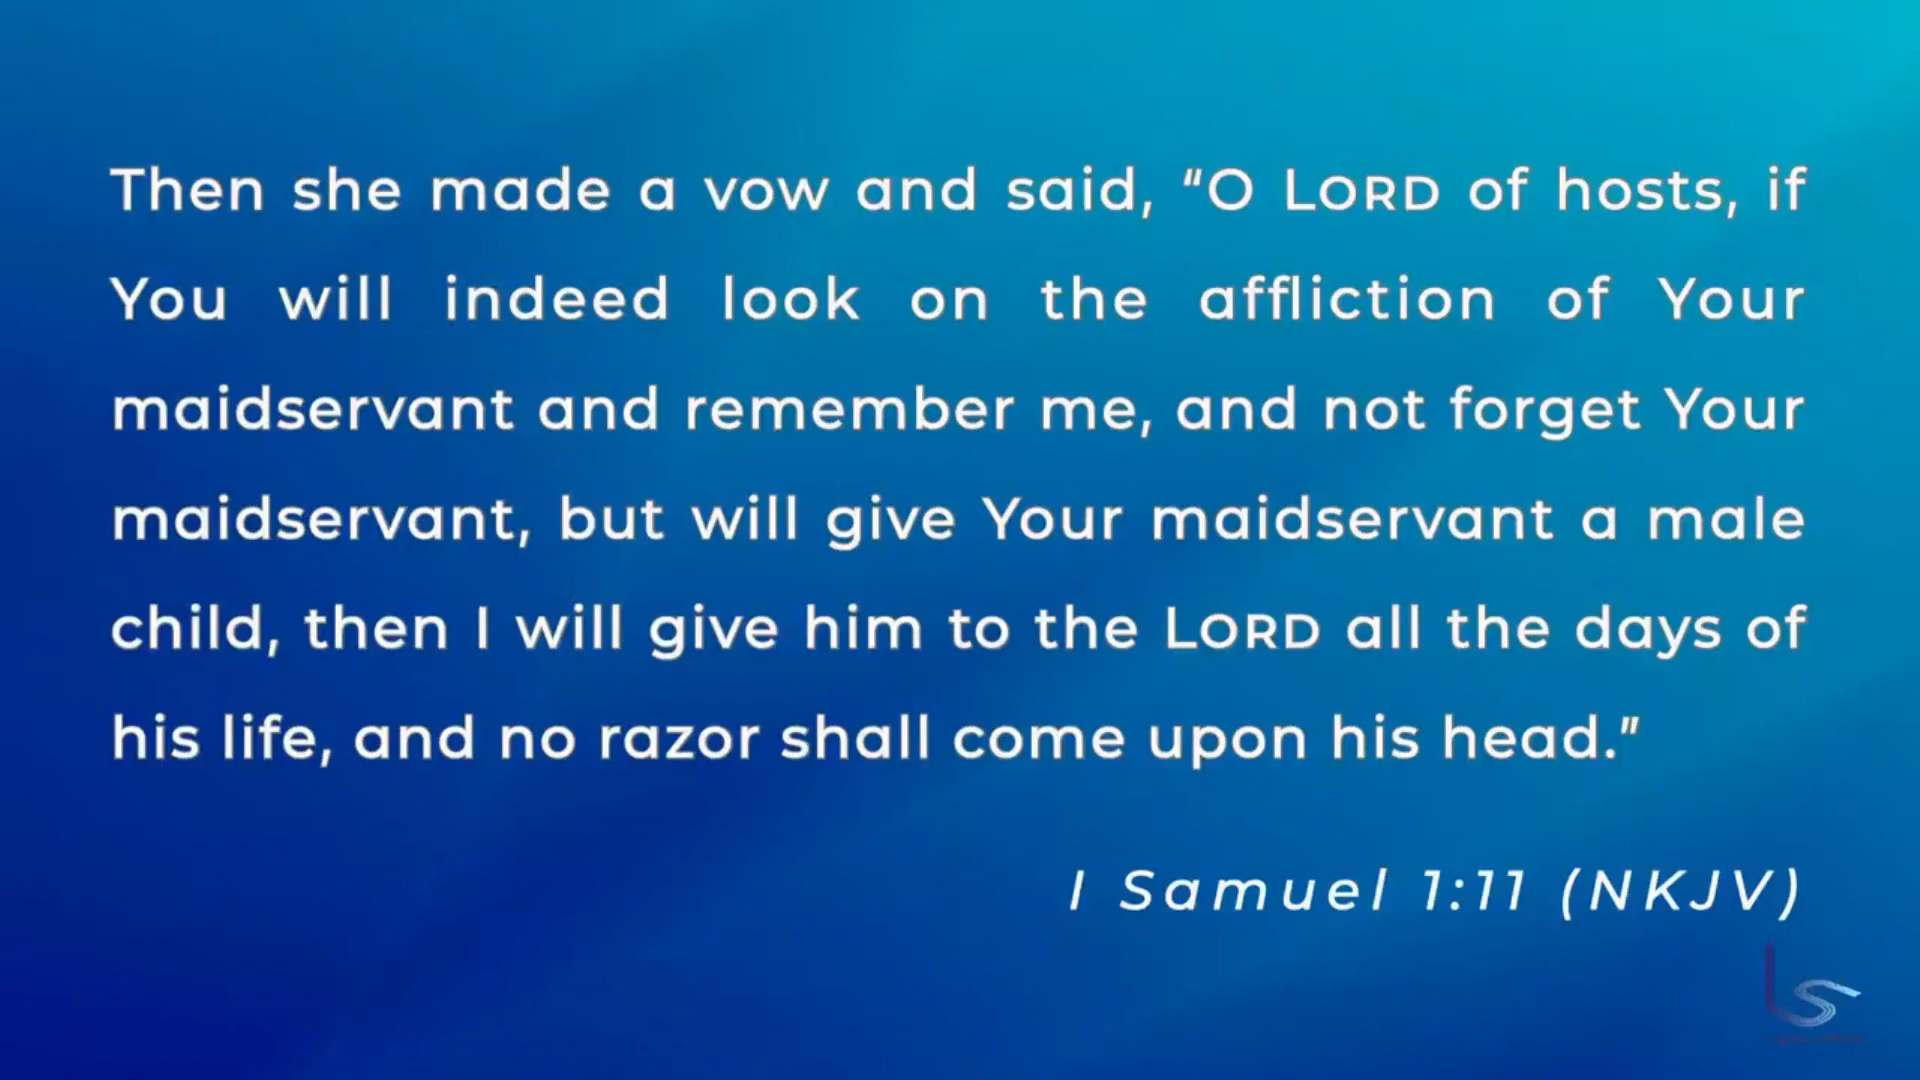 Then she made a vow and said, “O LORD of hosts, if
You will indeed look on the affliction of Your
maidservant and remember me, and not forget Your
maidservant, but will give Your maidservant a male
child, then I will give him to the LORD all the days of
his life, and no razor shall come upon his head.”
I Samuel 1:11 (NKJV)
LS